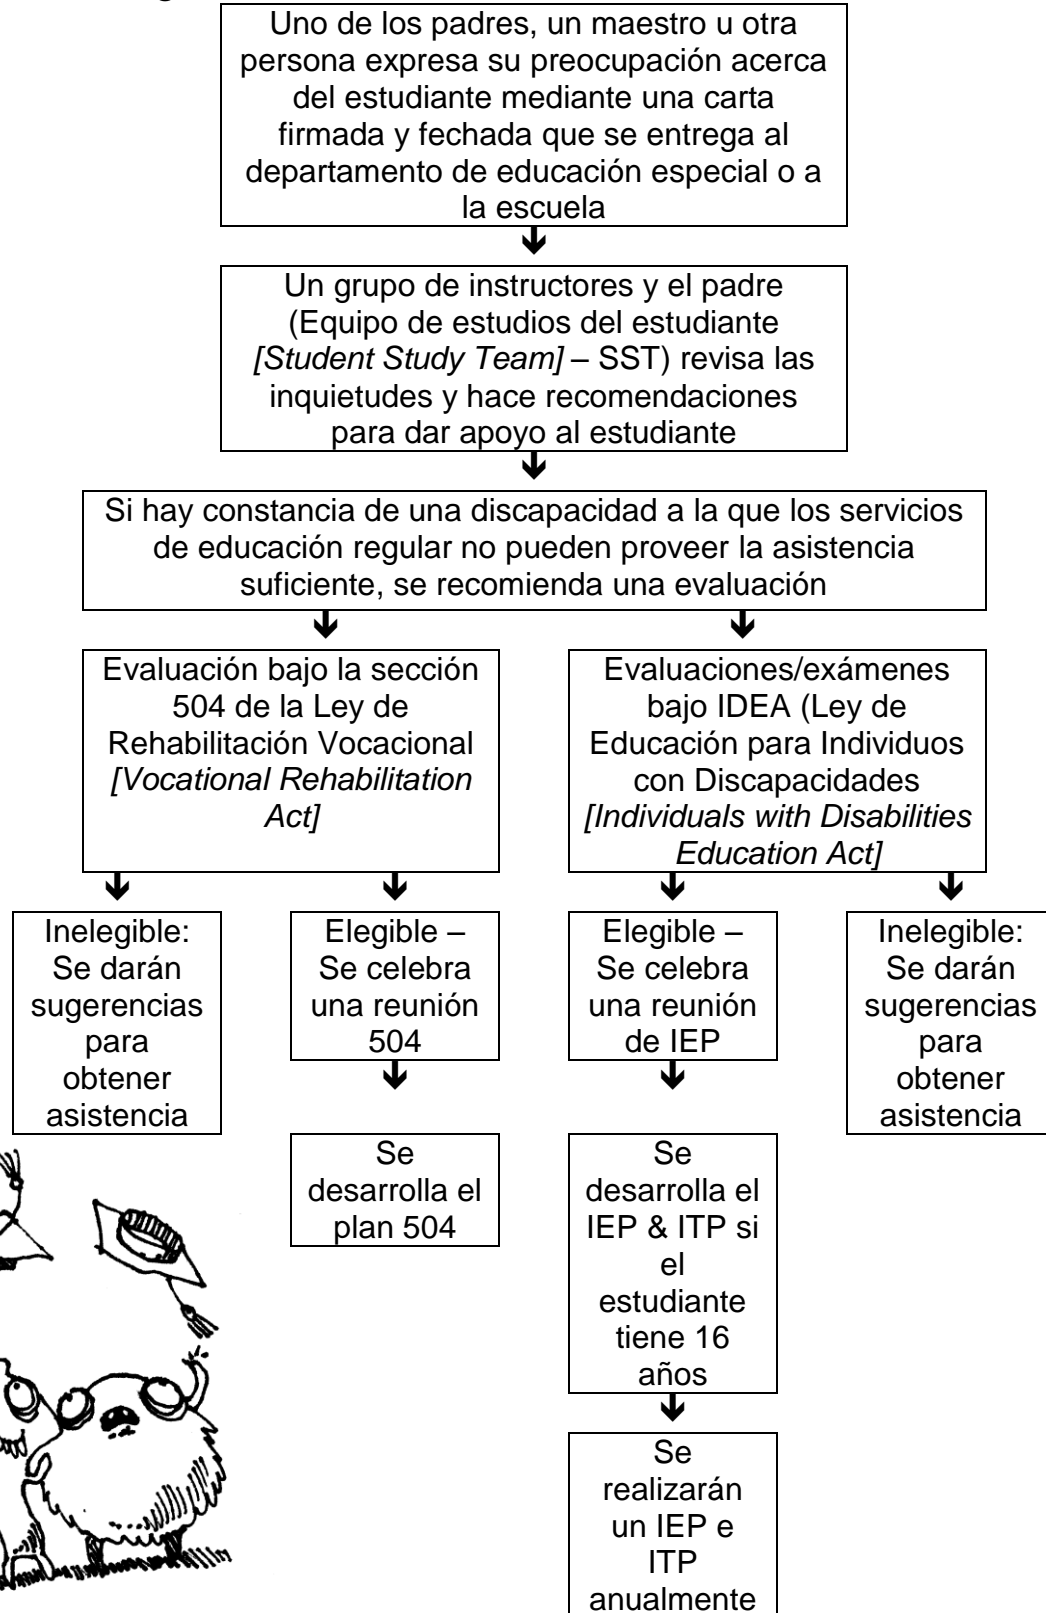 Uno de los padres, un maestro u otra
persona expresa su preocupación acerca
del estudiante mediante una carta
firmada y fechada que se entrega al
departamento de educación especial o a
la escuela
Un grupo de instructores y el padre
(Equipo de estudios del estudiante
[Student Study Team] – SST) revisa las
inquietudes y hace recomendaciones
para dar apoyo al estudiante
Si hay constancia de una discapacidad a la que los servicios
de educación regular no pueden proveer la asistencia
suficiente, se recomienda una evaluación
Evaluación bajo la sección
504 de la Ley de
Rehabilitación Vocacional
[Vocational Rehabilitation
Act]
Evaluaciones/exámenes
bajo IDEA (Ley de
Educación para Individuos
con Discapacidades
[Individuals with Disabilities
Education Act]
Inelegible:
Se darán
sugerencias
para
obtener
asistencia
Elegible –
Se celebra
una reunión
504
Elegible –
Se celebra
una reunión
de IEP
Inelegible:
Se darán
sugerencias
para
obtener
asistencia
Se
desarrolla el
plan 504
Se
desarrolla el
IEP & ITP si
el
estudiante
tiene 16
años
Se
realizarán
un IEP e
ITP
anualmente